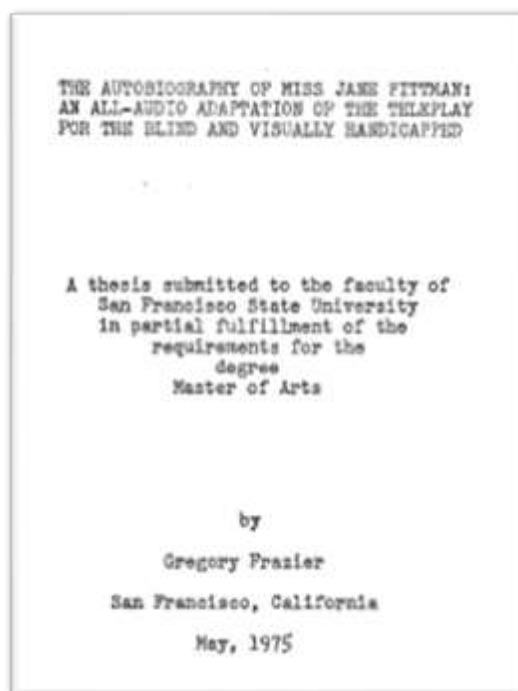 THE AUTOBIOGRAPHY OF MISS JANE PITTMAN:
AN ALL-AUDIO ADAPTATION OF THE TELEPLAY
FOR THE BLIND AND VISUALLY HANDICAPPED
A thesis submitted to the faculty of
San Francisco State University
in partial fulfillment of the
requirements for the
degree
Master of Arts
by
Gregory Frazier
San Francisco, California
May, 1975